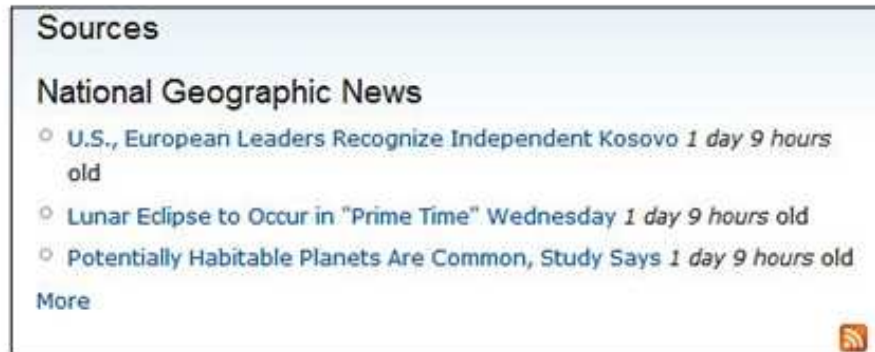 Sources
National Geographic News
U.S., European Leaders Recognize Independent Kosovo 1 day 9 hours
old
Lunar Eclipse to Occur in "Prime Time" Wednesday 1 day 9 hours old
Potentially Habitable Planets Are Common, Study Says 1 day 9 hours old
More